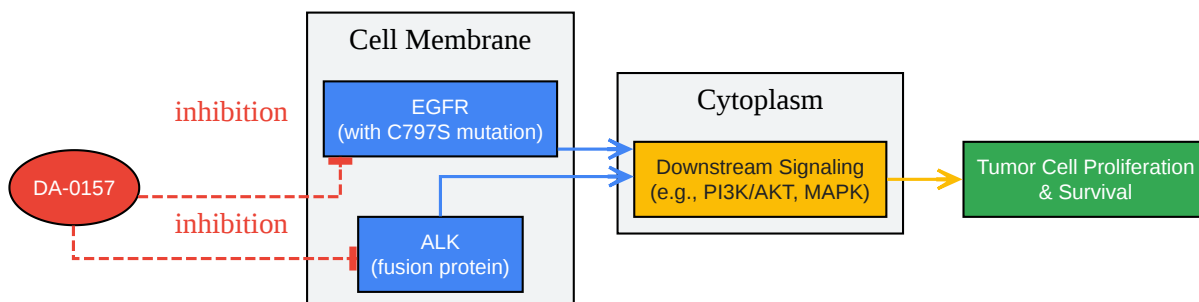 Cell Membrane
EGFR
(with C797S mutation)
inhibition
DA-0157
inhibition
ALK
(fusion protein)
Cytoplasm
Downstream Signaling
(e.g., PI3K/AKT, MAPK)
Tumor Cell Proliferation
& Survival